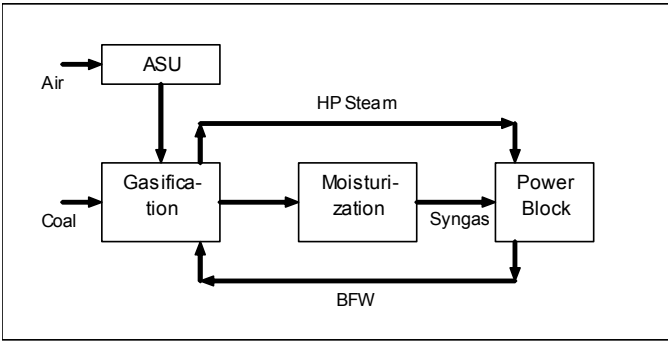 ASU
Air
HP Steam
Gasifica-
tion
Moisturi-
zation
Power
Block
Coal
Syngas
BFW